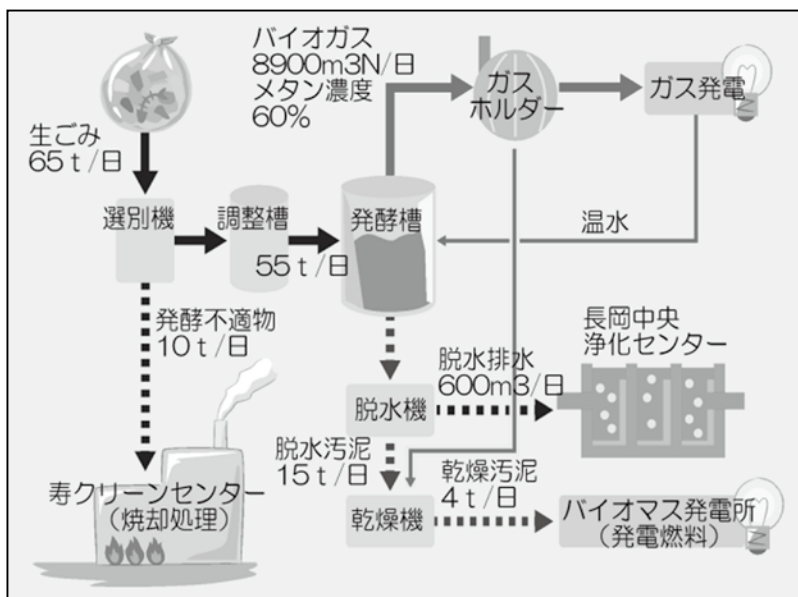 バイオガス
8900m3N/日
メタン濃度
60%
ガス
ホルダー
ガス発電
生ごみ
65t/日
選別機
調整槽
発酵槽
温水
55t/日
発酵不適物
10t/日
長岡中央
浄化センター
脱水排水
600m3/日
脱水機
脱水汚泥
15t/日
乾燥汚泥
4t/日
寿クリーンセンター
(焼却処理)
乾燥機
バイオマス発電所
(発電燃料)